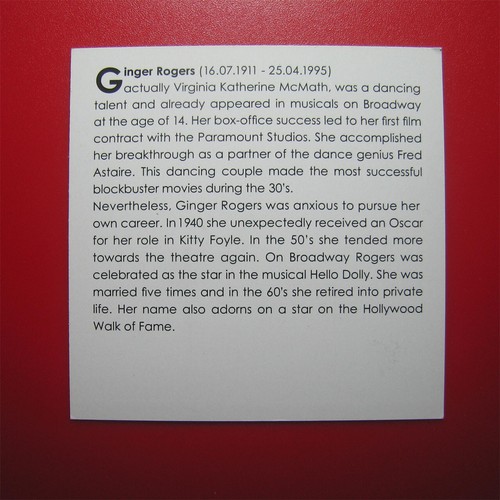 Ginger Rogers (16.07.1911 - 25.04.1995)
actually Virginia Katherine McMath, was a dancing
talent and already appeared in musicals on Broadway
at the age of 14. Her box-office success led to her first film
contract with the Paramount Studios. She accomplished
her breakthrough as a partner of the dance genius Fred
Astaire. This dancing couple made the most successful
blockbuster movies during the 30's.
Nevertheless, Ginger Rogers was anxious to pursue her
own career. In 1940 she unexpectedly received an Oscar
for her role in Kitty Foyle. In the 50's she tended more
towards the theatre again. On Broadway Rogers was
celebrated as the star in the musical Hello Dolly. She was
married five times and in the 60's she retired into private
life. Her name also adorns on a star on the Hollywood
Walk of Fame.